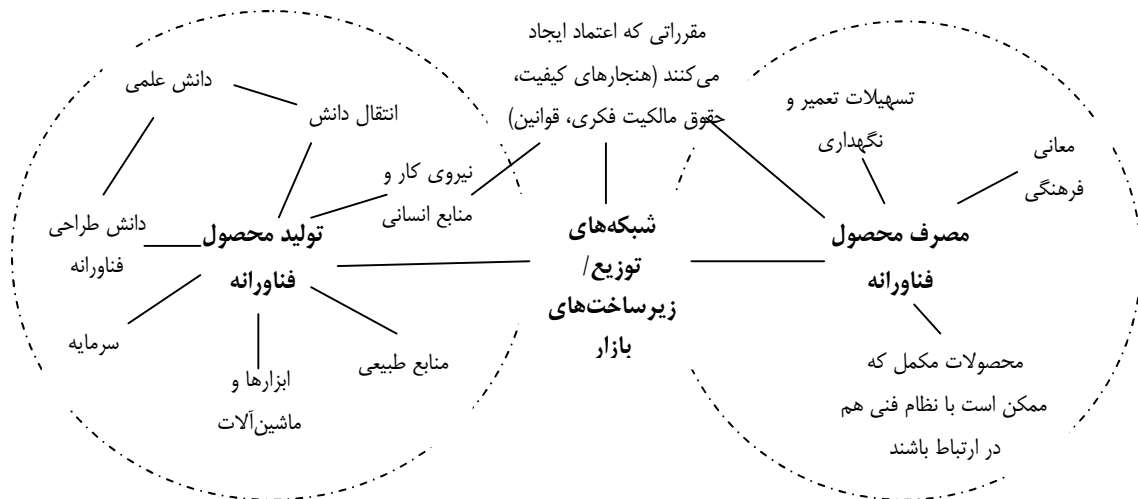 مقرراتی که اعتماد ایجاد
می‌کنند (هنجارهای کیفیت،
حقوق مالکیت فکری، قوانین)
تسهیلات تعمیر و
نگهداری
معانی
فرهنگی
مصرف محصول
فناورانه
محصولات مکمل که
ممکن است با نظام فنی هم
در ارتباط باشند
شبکه‌های
توزیع/
زیرساخت‌های
بازار
دانش علمی
انتقال دانش
نیروی کار و
منابع انسانی
تولید محصول
فناورانه
دانش طراحی
فناورانه
سرمایه
ابزارها و
ماشین‌آلات
منابع طبیعی